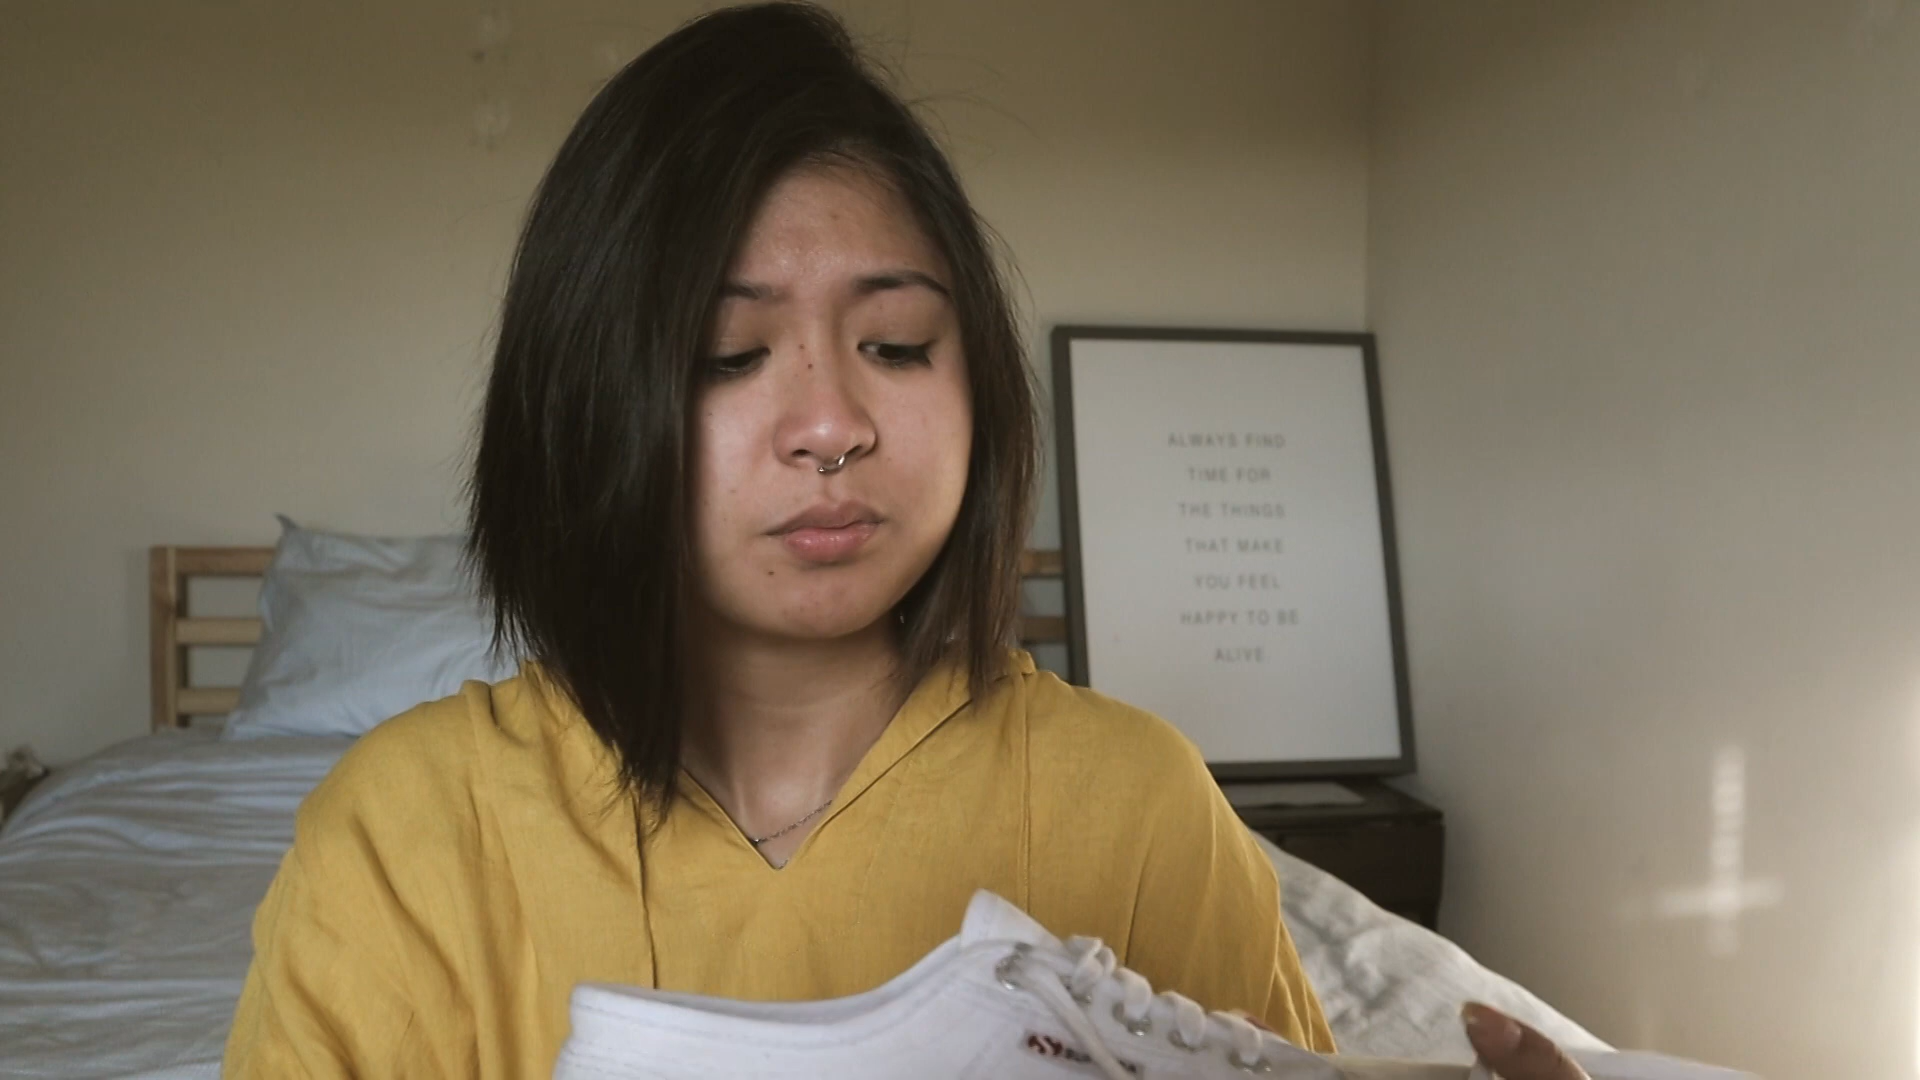 ALWAYS FIND
TIME FOR
THE THINGS
THAT MAKE
YOU FEEL
HAPPY TO BE
ALIVE